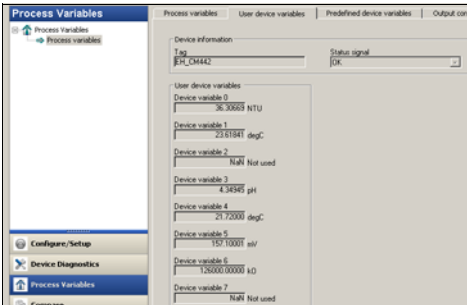 Process Variables
Process Variables
Process variables
Configure/Setup
Device Diagnostics
Process Variables
Compare
Process variables
User device variables
Predefined device variables
Output con
Device information
Tag
EH_CM442
Status signal
OK
User device variables
Device variable 0
36.30669 NTU
Device variable 1
23.61841 degC
Device variable 2
NaN Not used
Device variable 3
4.34945 pH
Device variable 4
21.72000 degC
Device variable 5
157.10001 mV
Device variable 6
126000.00000 kΩ
Device variable 7
NaN Not used